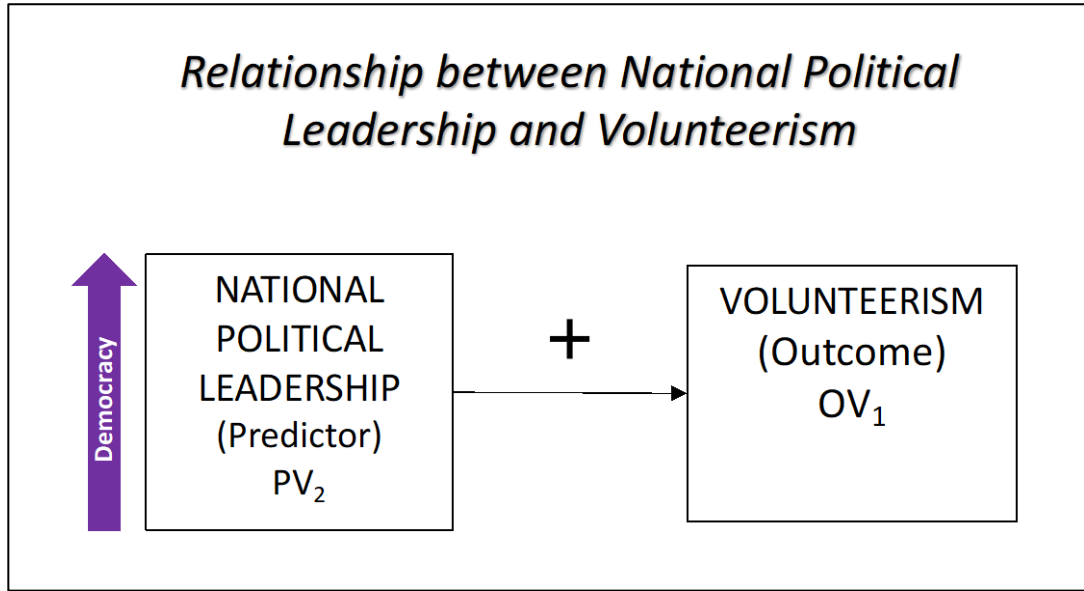 Relationship between National Political
Leadership and Volunteerism
Democracy
NATIONAL
POLITICAL
LEADERSHIP
(Predictor)
PV₂
+
VOLUNTEERISM
(Outcome)
OV₁